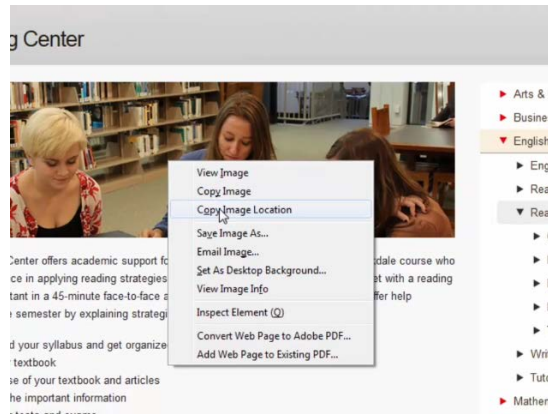 g Center
Arts &
Busine
English
Eng
Rea
Rea
Wri
Tuto
Mather
View Image
Copy Image
Copy Image Location
Save Image As...
Email Image...
Set As Desktop Background...
View Image Info
Inspect Element (Q)
Convert Web Page to Adobe PDF...
Add Web Page to Existing PDF...
Center offers academic support fo kdale course who
ce in applying reading strategies et with a reading
tant in a 45-minute face-to-face a ffer help
e semester by explaining strategi
d your syllabus and get organize
textbook
se of your textbook and articles
he important information